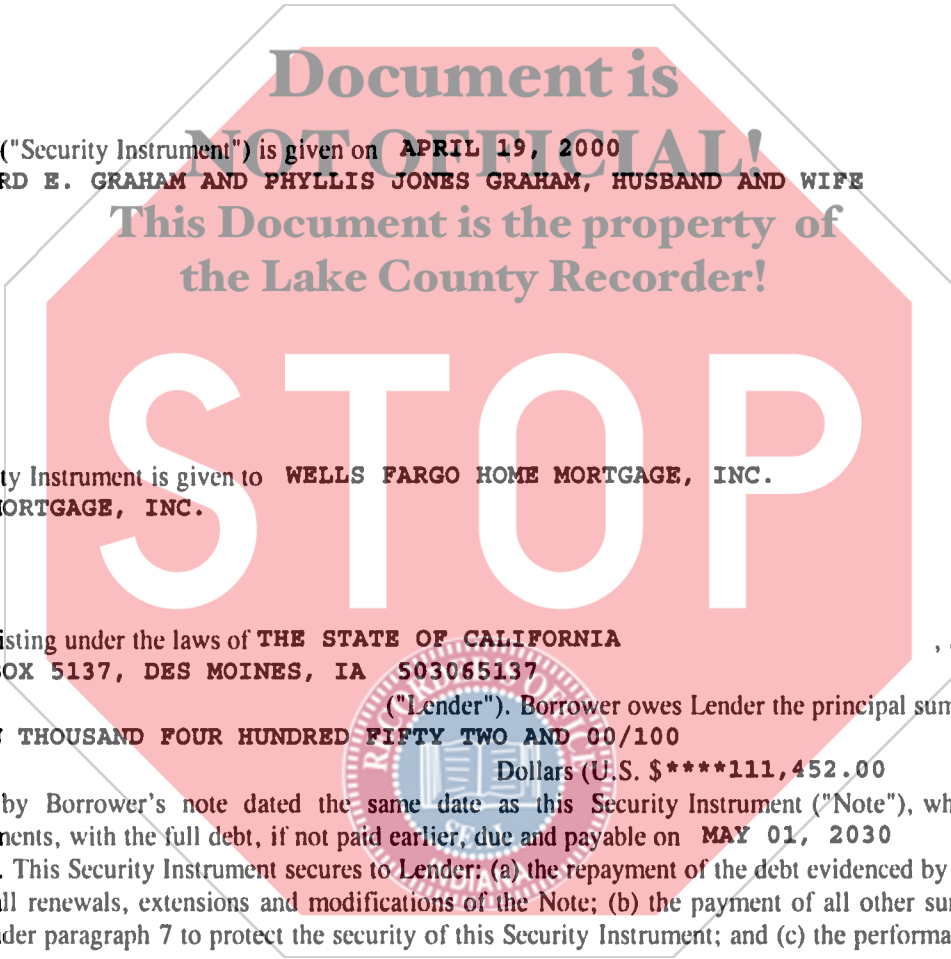 Document is
NOT OFFICIAL!
("Security Instrument") is given on APRIL 19, 2000
RD E. GRAHAM AND PHYLLIS JONES GRAHAM, HUSBAND AND WIFE
This Document is the property of
the Lake County Recorder!
STOP
ty Instrument is given to WELLS FARGO HOME MORTGAGE, INC.
ORTGAGE, INC.
isting under the laws of THE STATE OF CALIFORNIA ,
OX 5137, DES MOINES, IA 503065137
("Lender"). Borrower owes Lender the principal sum
THOUSAND FOUR HUNDRED FIFTY TWO AND 00/100
Dollars (U.S. $****111,452.00
by Borrower's note dated the same date as this Security Instrument ("Note"), wh
nents, with the full debt, if not paid earlier, due and payable on MAY 01, 2030
. This Security Instrument secures to Lender: (a) the repayment of the debt evidenced by
ll renewals, extensions and modifications of the Note; (b) the payment of all other sur
der paragraph 7 to protect the security of this Security Instrument; and (c) the performa
RECORDER'S OFFICE
SEAL
INDIANA